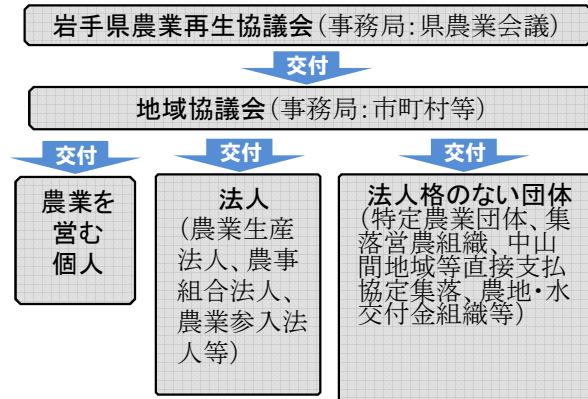 岩手県農業再生協議会(事務局:県農業会議)
交付
地域協議会(事務局:市町村等)
交付
交付
交付
農業を
営む
個人
法人
(農業生産
法人、農事
組合法人、
農業参入法
人等)
法人格のない団体
(特定農業団体、集
落営農組織、中山
間地域等直接支払
協定集落、農地・水
交付金組織等)